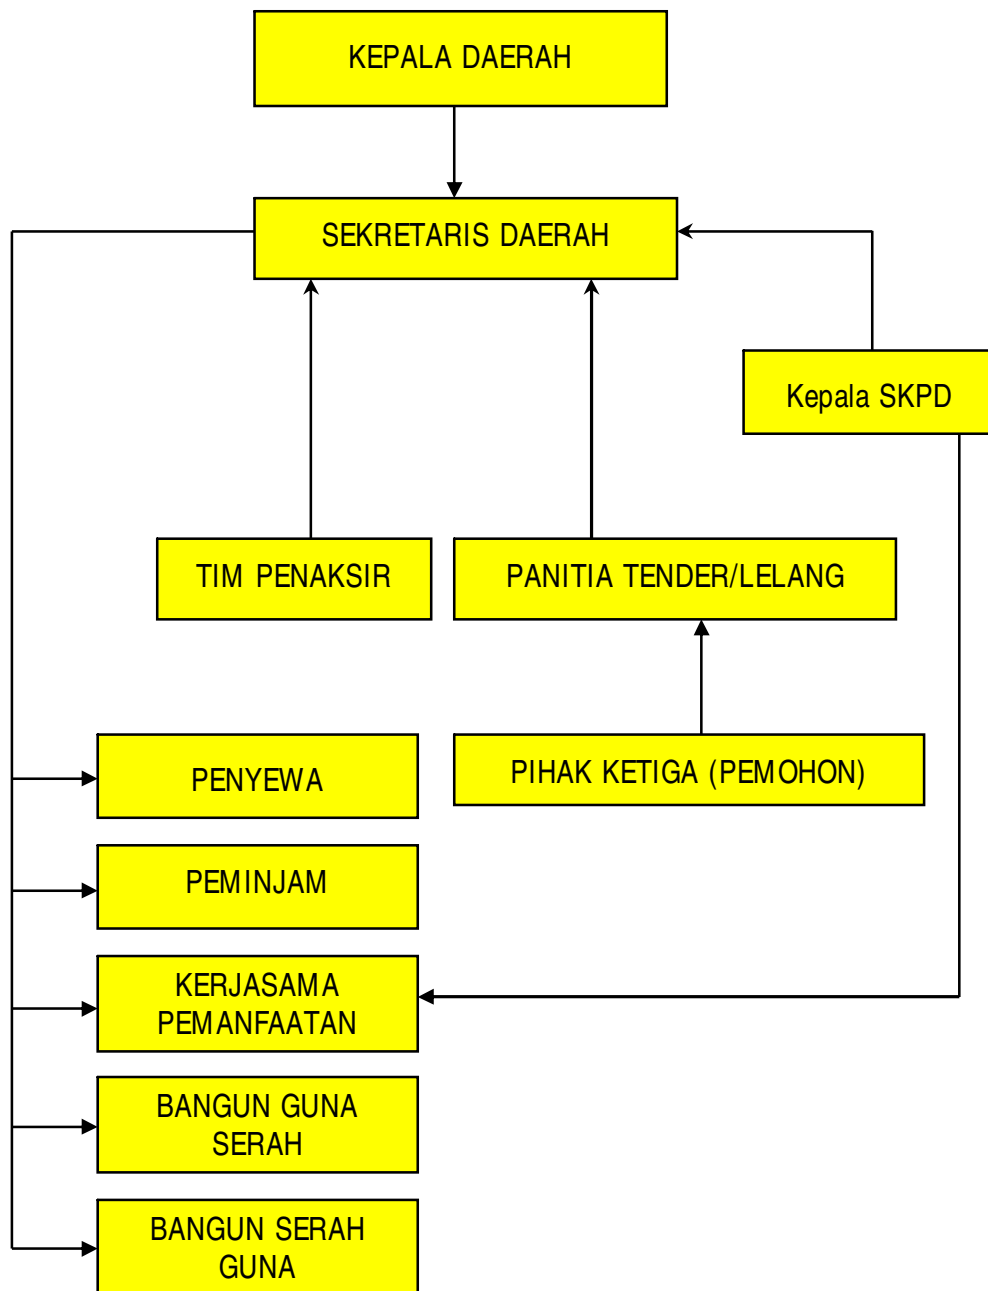 KEPALA DAERAH
SEKRETARIS DAERAH
Kepala SKPD
TIM PENAKSIR
PANITIA TENDER/LELANG
PENYEWA
PIHAK KETIGA (PEMOHON)
PEMINJAM
KERJASAMA
PEMANFAATAN
BANGUN GUNA
SERAH
BANGUN SERAH
GUNA